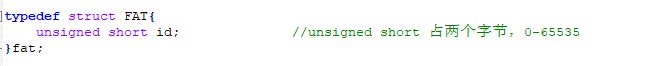 typedef struct FAT{
unsigned short id; //unsigned short 占两个字节，0-65535
}fat;